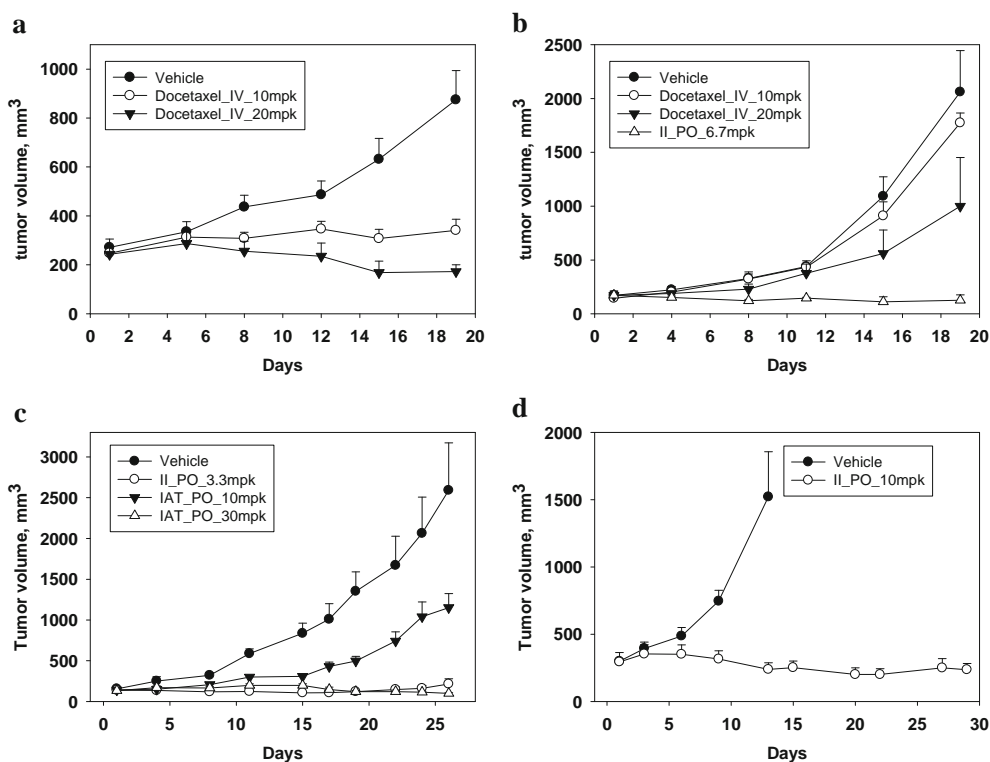 a
1000
800
600
400
200
0
tumor volume, mm3
Vehicle
Docetaxel_IV_10mpk
Docetaxel_IV_20mpk
0 2 4 6 8 10 12 14 16 18 20
Days
b
2500
2000
1500
1000
500
0
tumor volume, mm3
Vehicle
Docetaxel_IV_10mpk
Docetaxel_IV_20mpk
II_PO_6.7mpk
0 2 4 6 8 10 12 14 16 18 20
Days
c
3000
2500
2000
1500
1000
500
0
Tumor volume, mm3
Vehicle
II_PO_3.3mpk
IAT_PO_10mpk
IAT_PO_30mpk
0 5 10 15 20 25
Days
d
2000
1500
1000
500
0
Tumor volume, mm3
Vehicle
II_PO_10mpk
0 5 10 15 20 25 30
Days